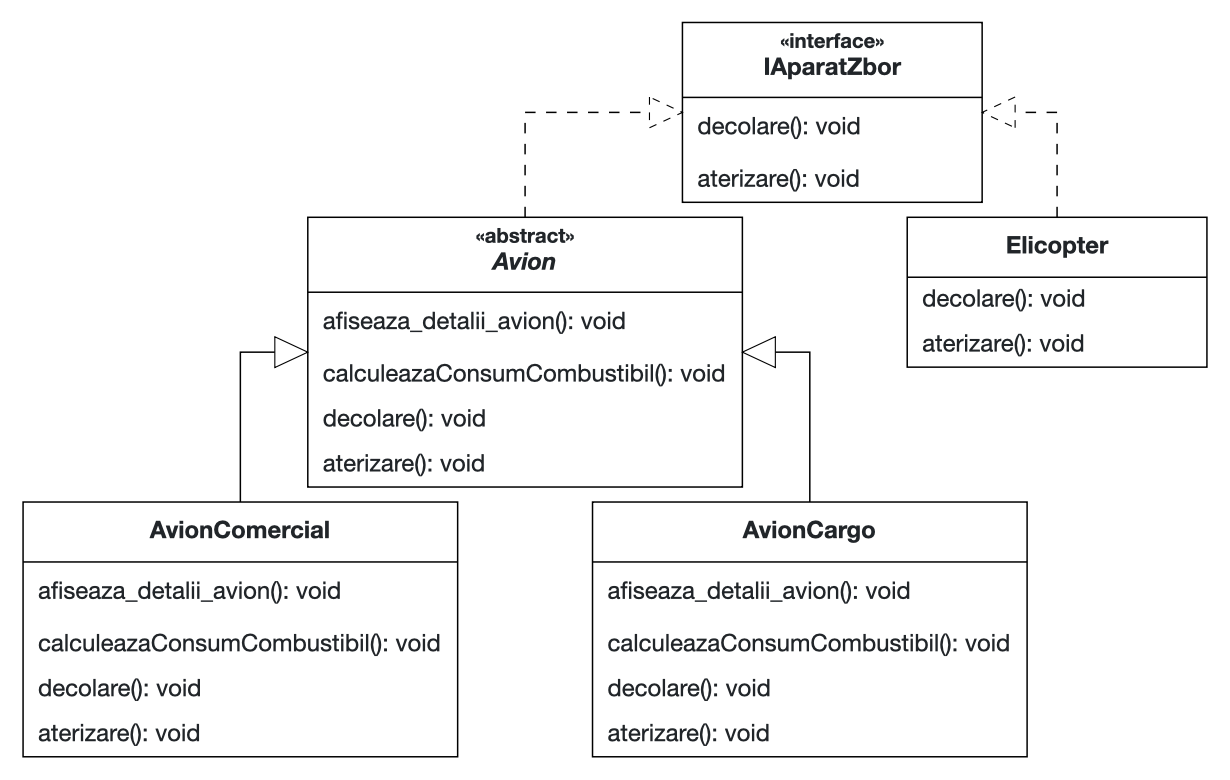 «interface»
IAparatZbor
decolare(): void
aterizare(): void
«abstract»
Avion
afiseaza_detalii_avion(): void
calculeazaConsumCombustibil(): void
decolare(): void
aterizare(): void
Elicopter
decolare(): void
aterizare(): void
AvionComercial
afiseaza_detalii_avion(): void
calculeazaConsumCombustibil(): void
decolare(): void
aterizare(): void
AvionCargo
afiseaza_detalii_avion(): void
calculeazaConsumCombustibil(): void
decolare(): void
aterizare(): void